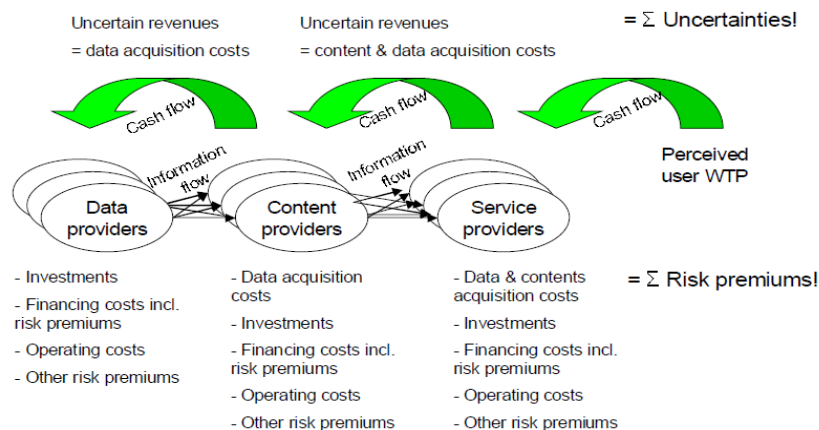 Uncertain revenues
= data acquisition costs
Uncertain revenues
= content & data acquisition costs
= Σ Uncertainties!
Cash flow
Cash flow
Cash flow
Information
flow
Information
flow
Perceived
user WTP
Data
providers
Content
providers
Service
providers
- Investments
- Financing costs incl.
risk premiums
- Operating costs
- Other risk premiums
- Data acquisition
costs
- Investments
- Financing costs incl.
risk premiums
- Operating costs
- Other risk premiums
- Data & contents
acquisition costs
- Investments
- Financing costs incl.
risk premiums
- Operating costs
- Other risk premiums
= Σ Risk premiums!